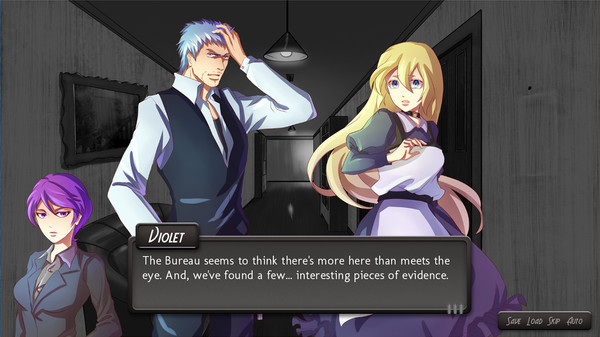 Violet
The Bureau seems to think there's more here than meets the
eye. And, we've found a few... interesting pieces of evidence.
Save Load Skip Auto